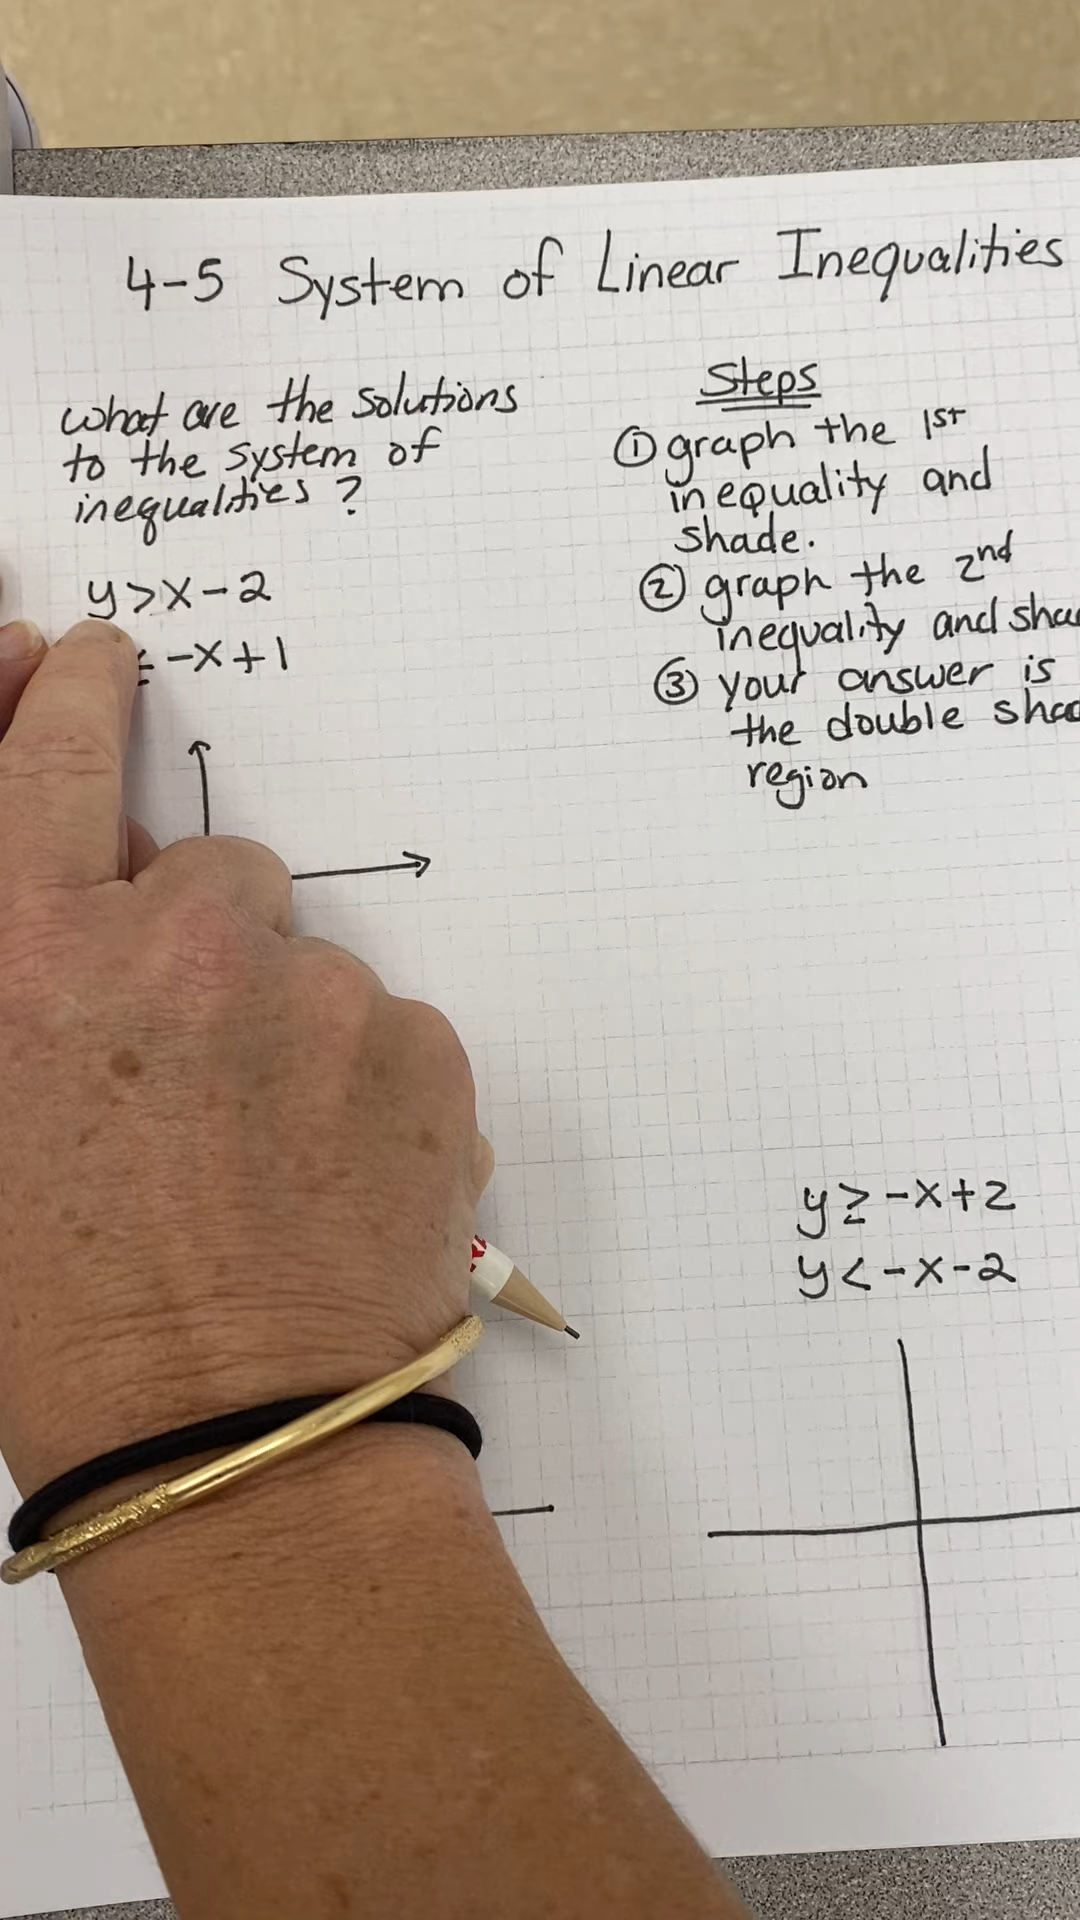 4-5 System of Linear Inequalities
what are the solutions
to the system of
inequalities ?
y > x - 2
-x + 1
Steps
① graph the 1st
inequality and
shade.
② graph the 2nd
inequality and
③ your answer is
the double
region
y ≥ -x + 2
y < -x - 2